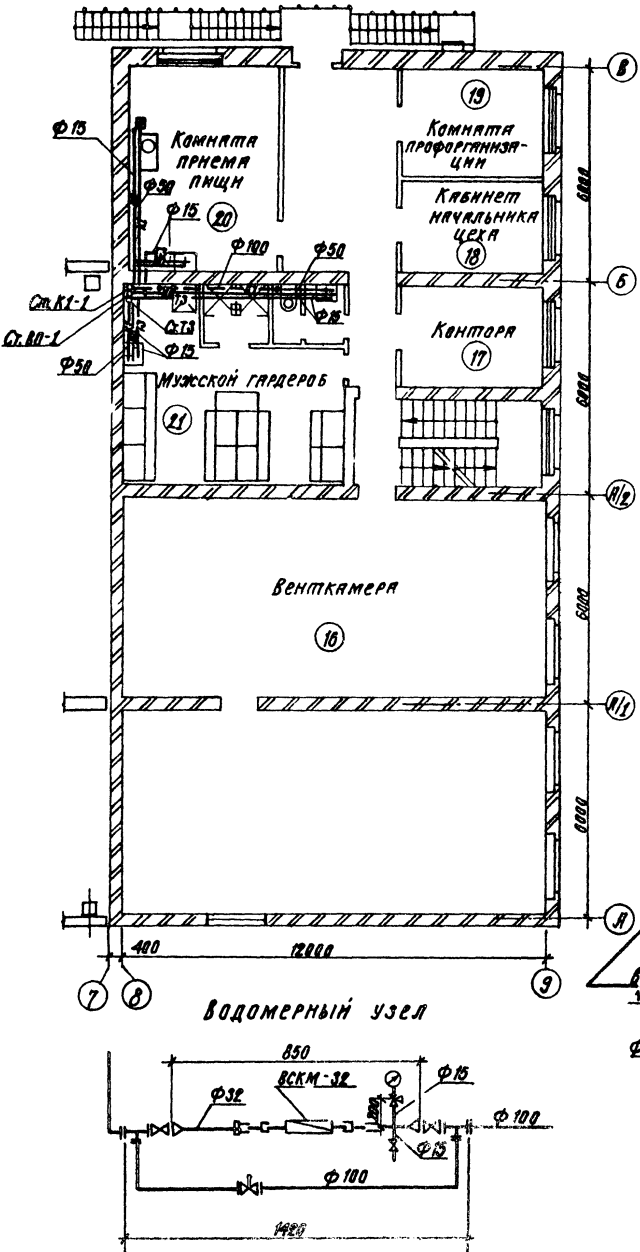 В
19
Ф15
Комната
приема
пищи
Комната
профорганиза-
ции
6000
Ф50
Кабинет
начальника
цеха
Ф15
20
18
Ф100
Ф50
Б
Ст.К1-1
Ст.В0-1
Ст.Т3
Ф15
Контора
17
Ф15
Ф50
Мужской гардероб
6000
21
А/2
Венткамера
6000
16
А/1
6000
А
400
12000
7
8
9
Водомерный узел
850
ВСКМ-32
Ф15
Ф32
200
Ф100
Ф15
Ф100
1420